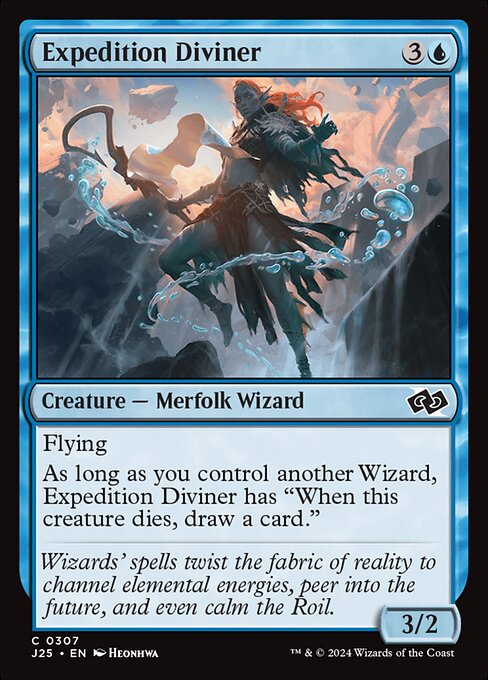 Expedition Diviner 3
Creature — Merfolk Wizard
Flying
As long as you control another Wizard,
Expedition Diviner has “When this
creature dies, draw a card.”
Wizards’ spells twist the fabric of reality to
channel elemental energies, peer into the
future, and even calm the Roil.
3/2
C 0307
J25 • EN Heonhwa
™ & © 2024 Wizards of the Coast